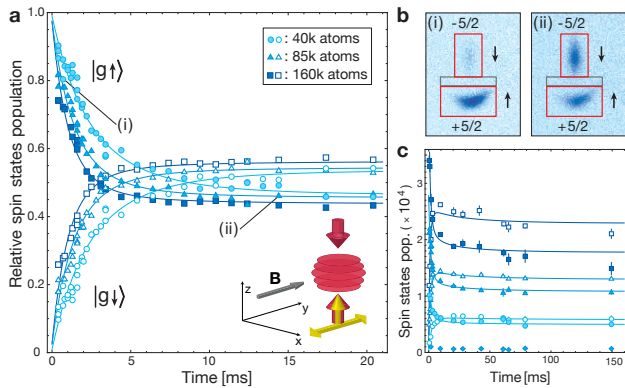 a
Relative spin states population
1.0
0.8
0.6
0.4
0.2
0
0
5
10
15
20
Time [ms]
|g↑⟩
(i)
: 40k atoms
: 85k atoms
: 160k atoms
(ii)
|g↓⟩
B
z
y
x
b
(i) -5/2
+5/2
(ii) -5/2
+5/2
c
Spin states pop. (×10⁴)
3
2
1
0
0
50
100
150
Time [ms]